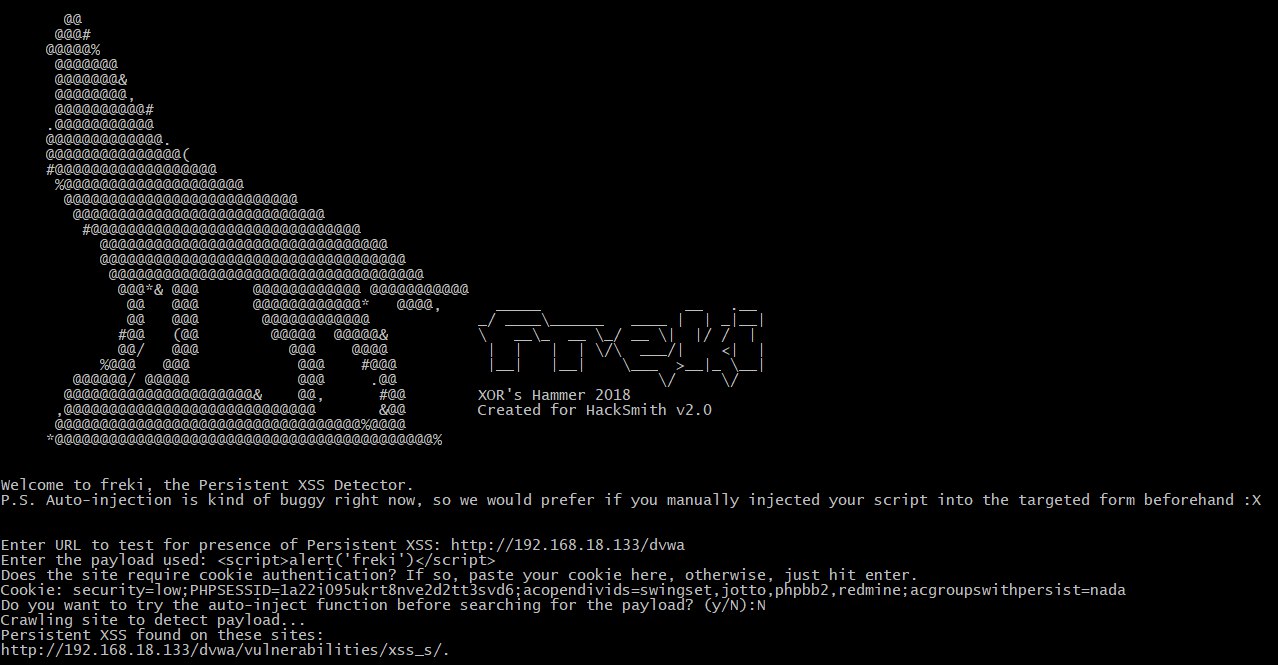 freki
XOR's Hammer 2018
Created for HackSmith v2.0
Welcome to freki, the Persistent XSS Detector.
P.S. Auto-injection is kind of buggy right now, so we would prefer if you manually injected your script into the targeted form beforehand :X
Enter URL to test for presence of Persistent XSS: http://192.168.18.133/dvwa
Enter the payload used: <script>alert('freki')</script>
Does the site require cookie authentication? If so, paste your cookie here, otherwise, just hit enter.
Cookie: security=low;PHPSESSID=1a22i095ukrt8nve2d2tt3svd6;acopendivids=swingset,jotto,phpbb2,redmine;acgroupswithpersist=nada
Do you want to try the auto-inject function before searching for the payload? (y/N):N
Crawling site to detect payload...
Persistent XSS found on these sites:
http://192.168.18.133/dvwa/vulnerabilities/xss_s/.